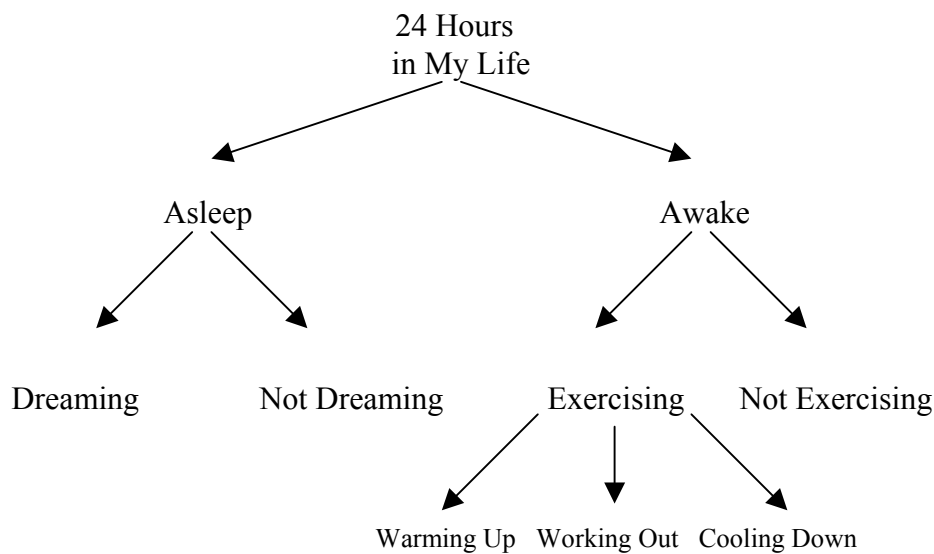 24 Hours
in My Life
Asleep
Awake
Dreaming
Not Dreaming
Exercising
Not Exercising
Warming Up
Working Out
Cooling Down